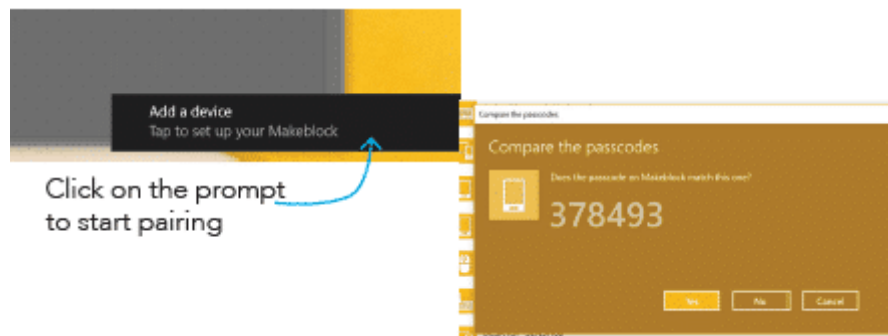 Add a device
Tap to set up your Makeblock
Click on the prompt
to start pairing
Compare the passcodes
Compare the passcodes
Does the passcode on Makeblock match this one?
378493
Yes
No
Cancel